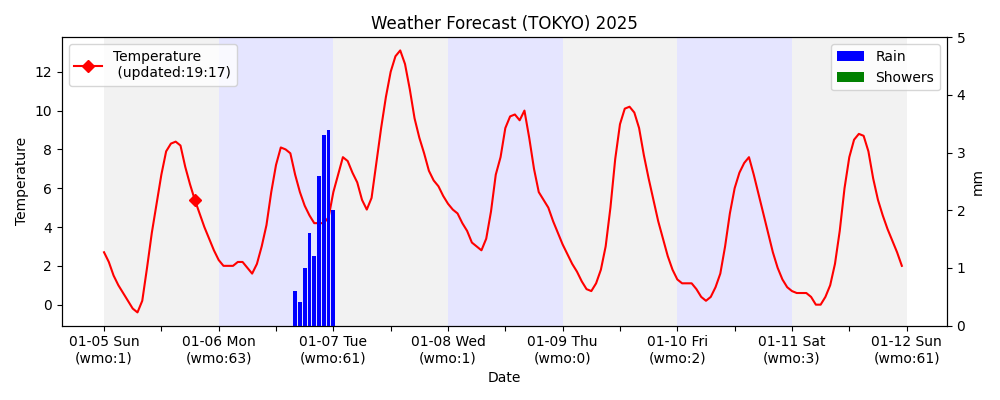 Weather Forecast (TOKYO) 2025
Temperature
(updated:19:17)
Rain
Showers
Temperature
12
10
8
6
4
2
0
5
4
3
2
1
0
mm
01-05 Sun
(wmo:1)
01-06 Mon
(wmo:63)
01-07 Tue
(wmo:61)
01-08 Wed
(wmo:1)
01-09 Thu
(wmo:0)
01-10 Fri
(wmo:2)
01-11 Sat
(wmo:3)
01-12 Sun
(wmo:61)
Date